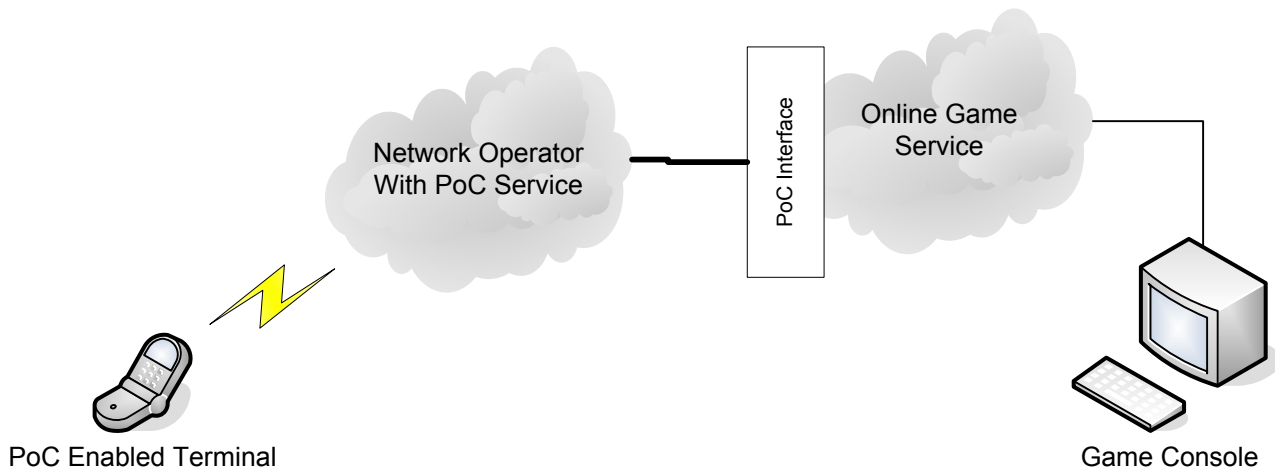 Network Operator
With PoC Service
PoC Interface
Online Game
Service
PoC Enabled Terminal
Game Console